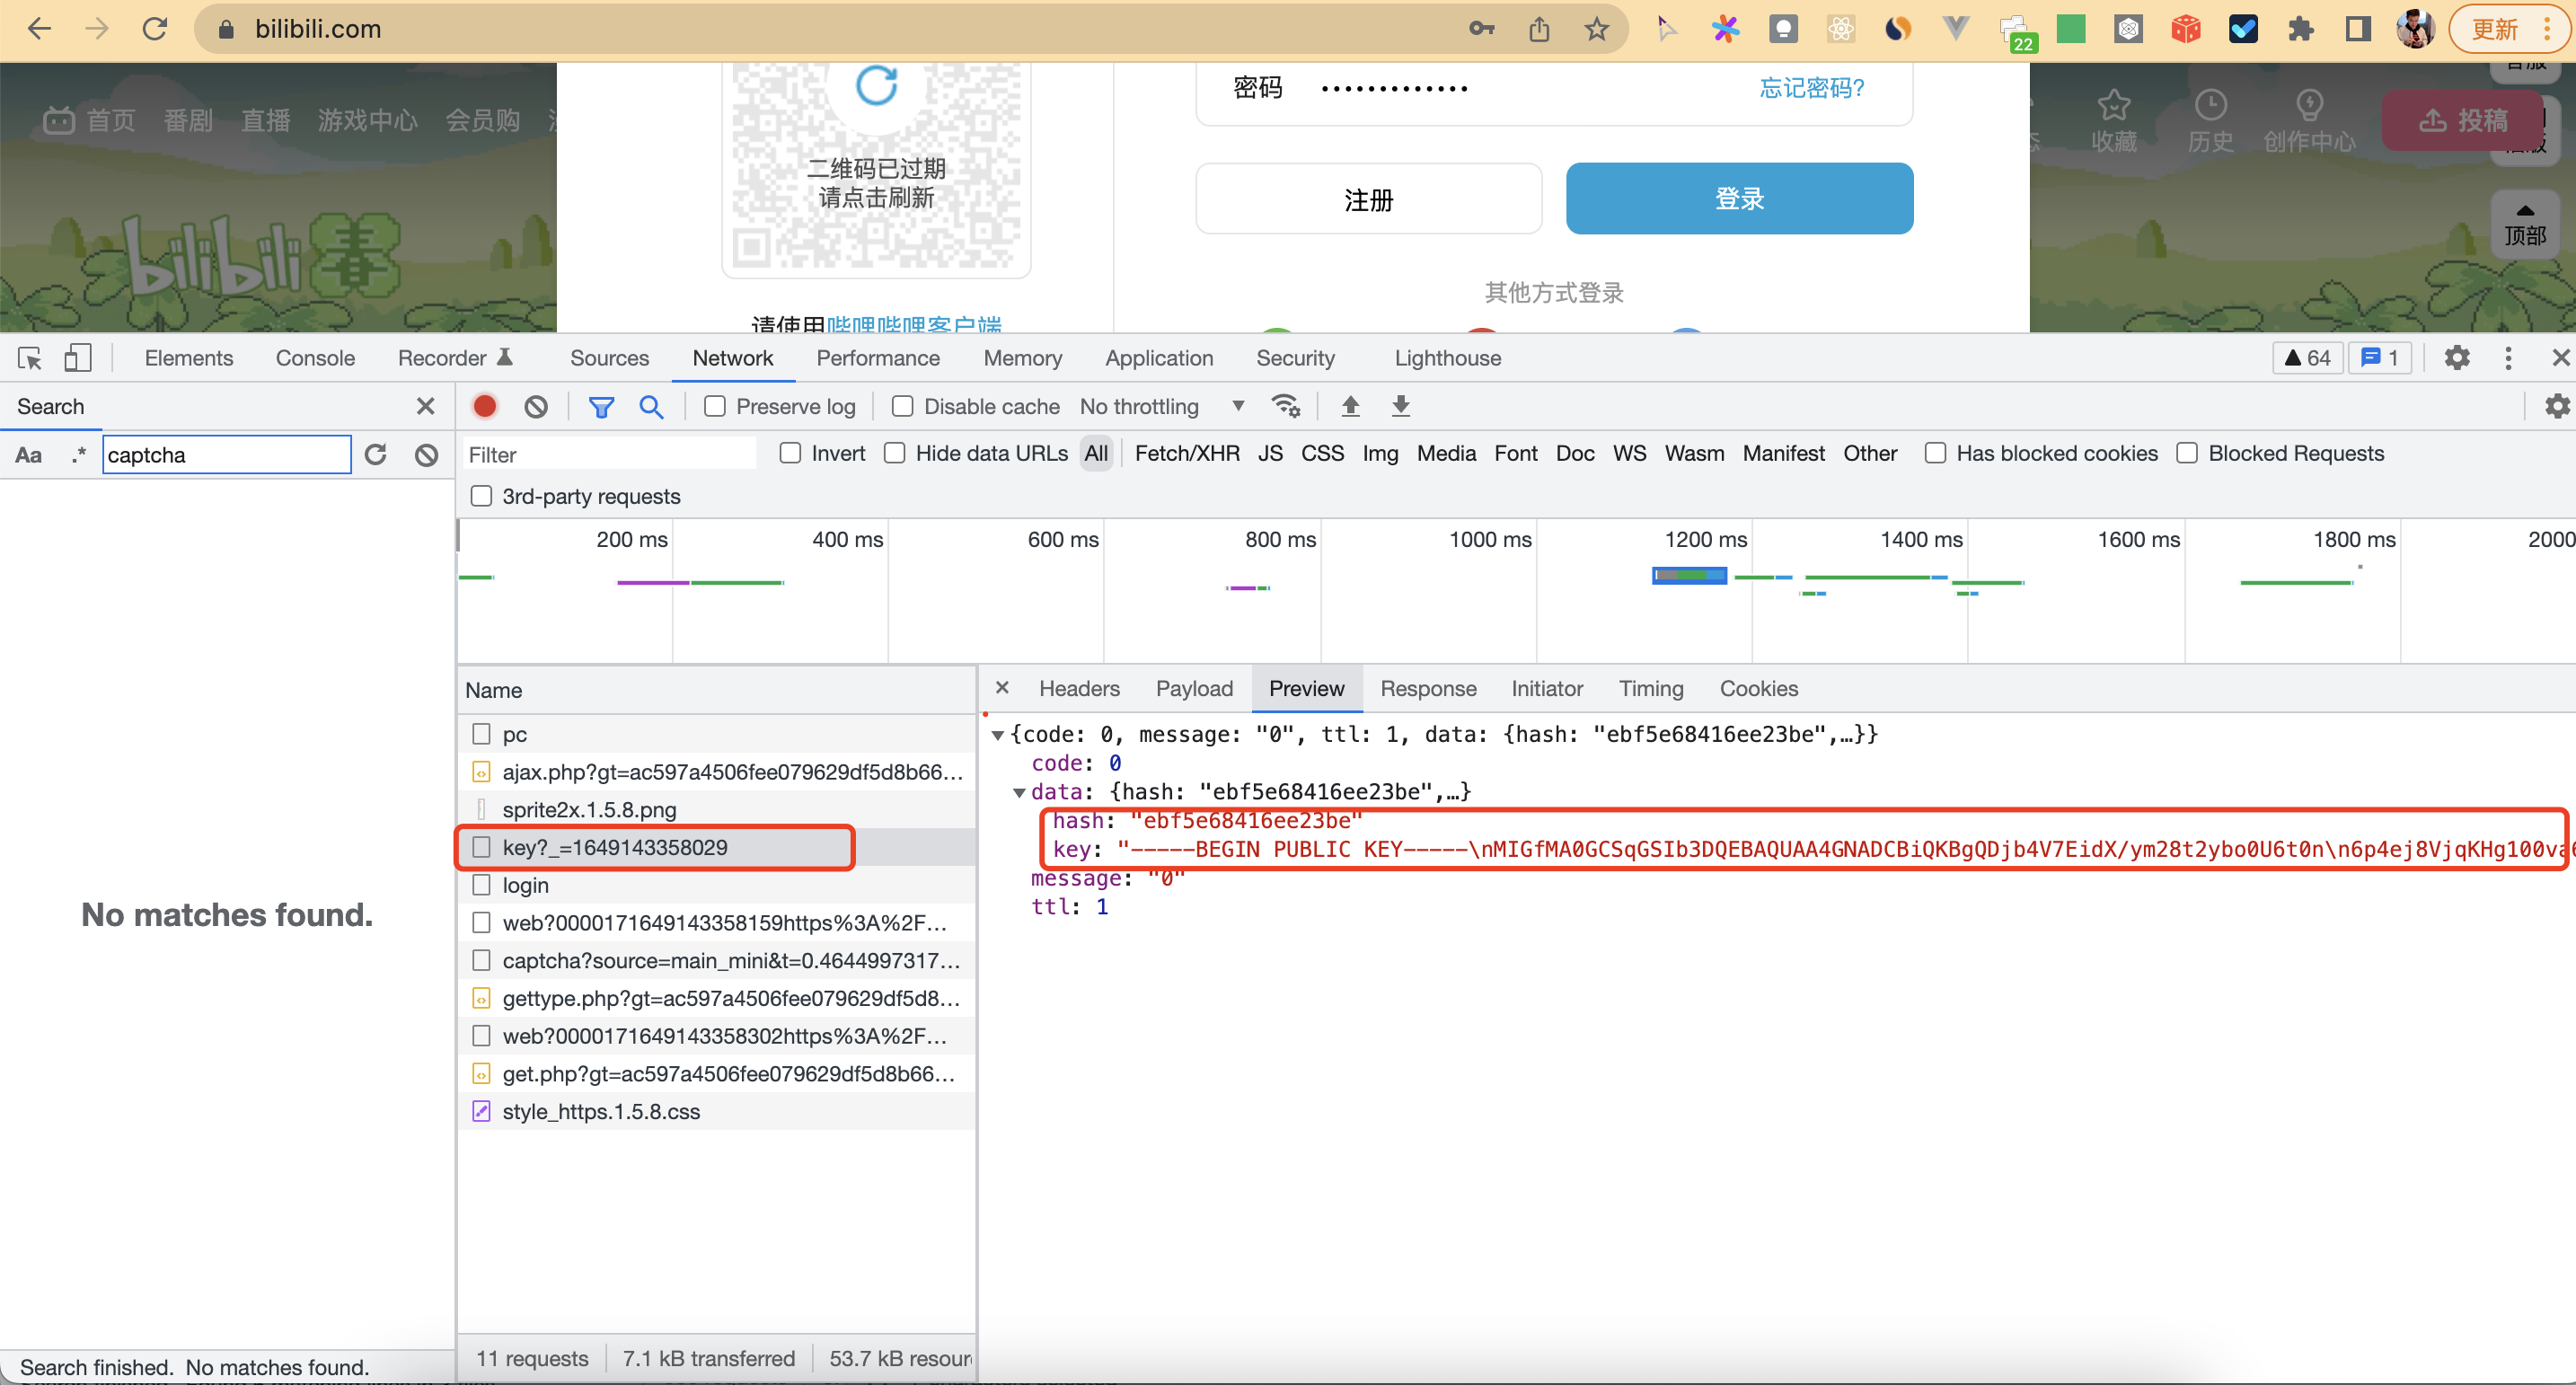 bilibili.com
22
更新
首页 番剧 直播 游戏中心 会员购
bilibili
二维码已过期
请点击刷新
请使用哔哩哔哩客户端
密码 ••••••••••••• 忘记密码?
注册 登录
其他方式登录
收藏 历史 创作中心 投稿
客服
顶部
Elements Console Recorder Sources Network Performance Memory Application Security Lighthouse 64 1
Search
Aa .* captcha
No matches found.
Search finished. No matches found.
Preserve log Disable cache No throttling
Filter Invert Hide data URLs All Fetch/XHR JS CSS Img Media Font Doc WS Wasm Manifest Other Has blocked cookies Blocked Requests
3rd-party requests
200 ms 400 ms 600 ms 800 ms 1000 ms 1200 ms 1400 ms 1600 ms 1800 ms 2000
Name
pc
ajax.php?gt=ac597a4506fee079629df5d8b66…
sprite2x.1.5.8.png
key?_=1649143358029
login
web?0000171649143358159https%3A%2F…
captcha?source=main_mini&t=0.4644997317…
gettype.php?gt=ac597a4506fee079629df5d8…
web?0000171649143358302https%3A%2F…
get.php?gt=ac597a4506fee079629df5d8b66…
style_https.1.5.8.css
11 requests 7.1 kB transferred 53.7 kB resour
Headers Payload Preview Response Initiator Timing Cookies
{code: 0, message: "0", ttl: 1, data: {hash: "ebf5e68416ee23be",…}}
code: 0
data: {hash: "ebf5e68416ee23be",…}
hash: "ebf5e68416ee23be"
key: "-----BEGIN PUBLIC KEY-----\nMIGfMA0GCSqGSIb3DQEBAQUAA4GNADCBiQKBgQDjb4V7EidX/ym28t2ybo0U6t0n\n6p4ej8VjqKHg100va6
message: "0"
ttl: 1